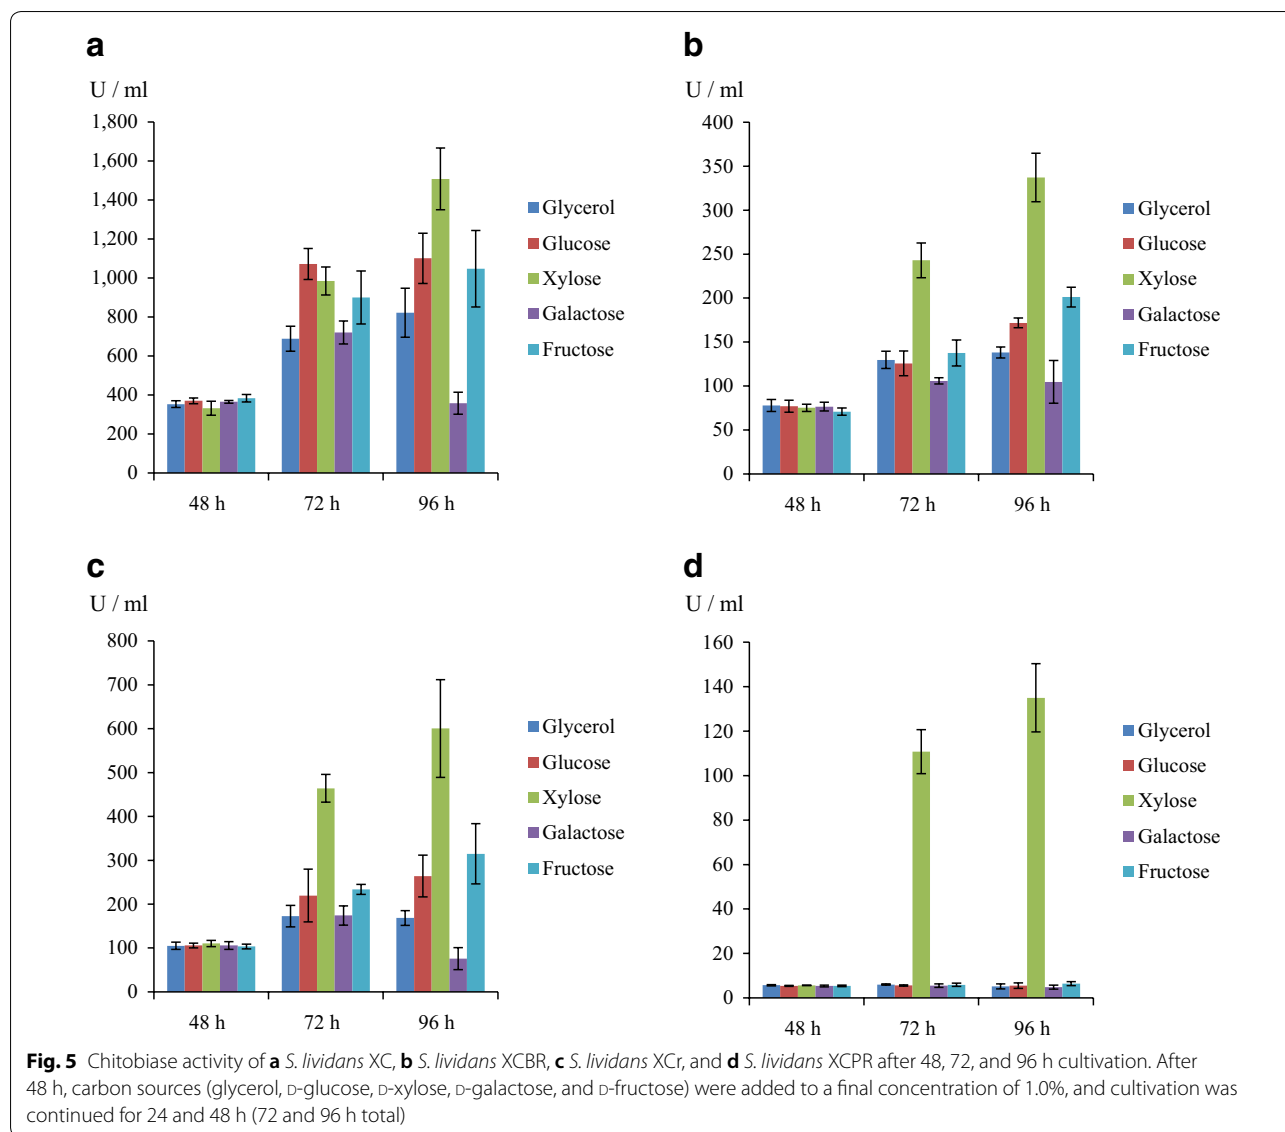 a
U / ml
1,800
1,600
1,400
1,200
1,000
800
600
400
200
0
48 h 72 h 96 h
Glycerol
Glucose
Xylose
Galactose
Fructose
b
U / ml
400
350
300
250
200
150
100
50
0
48 h 72 h 96 h
Glycerol
Glucose
Xylose
Galactose
Fructose
c
U / ml
800
700
600
500
400
300
200
100
0
48 h 72 h 96 h
Glycerol
Glucose
Xylose
Galactose
Fructose
d
U / ml
160
140
120
100
80
60
40
20
0
48 h 72 h 96 h
Glycerol
Glucose
Xylose
Galactose
Fructose
Fig. 5 Chitobiase activity of a S. lividans XC, b S. lividans XCBR, c S. lividans XCr, and d S. lividans XCPR after 48, 72, and 96 h cultivation. After
48 h, carbon sources (glycerol, D-glucose, D-xylose, D-galactose, and D-fructose) were added to a final concentration of 1.0%, and cultivation was
continued for 24 and 48 h (72 and 96 h total)